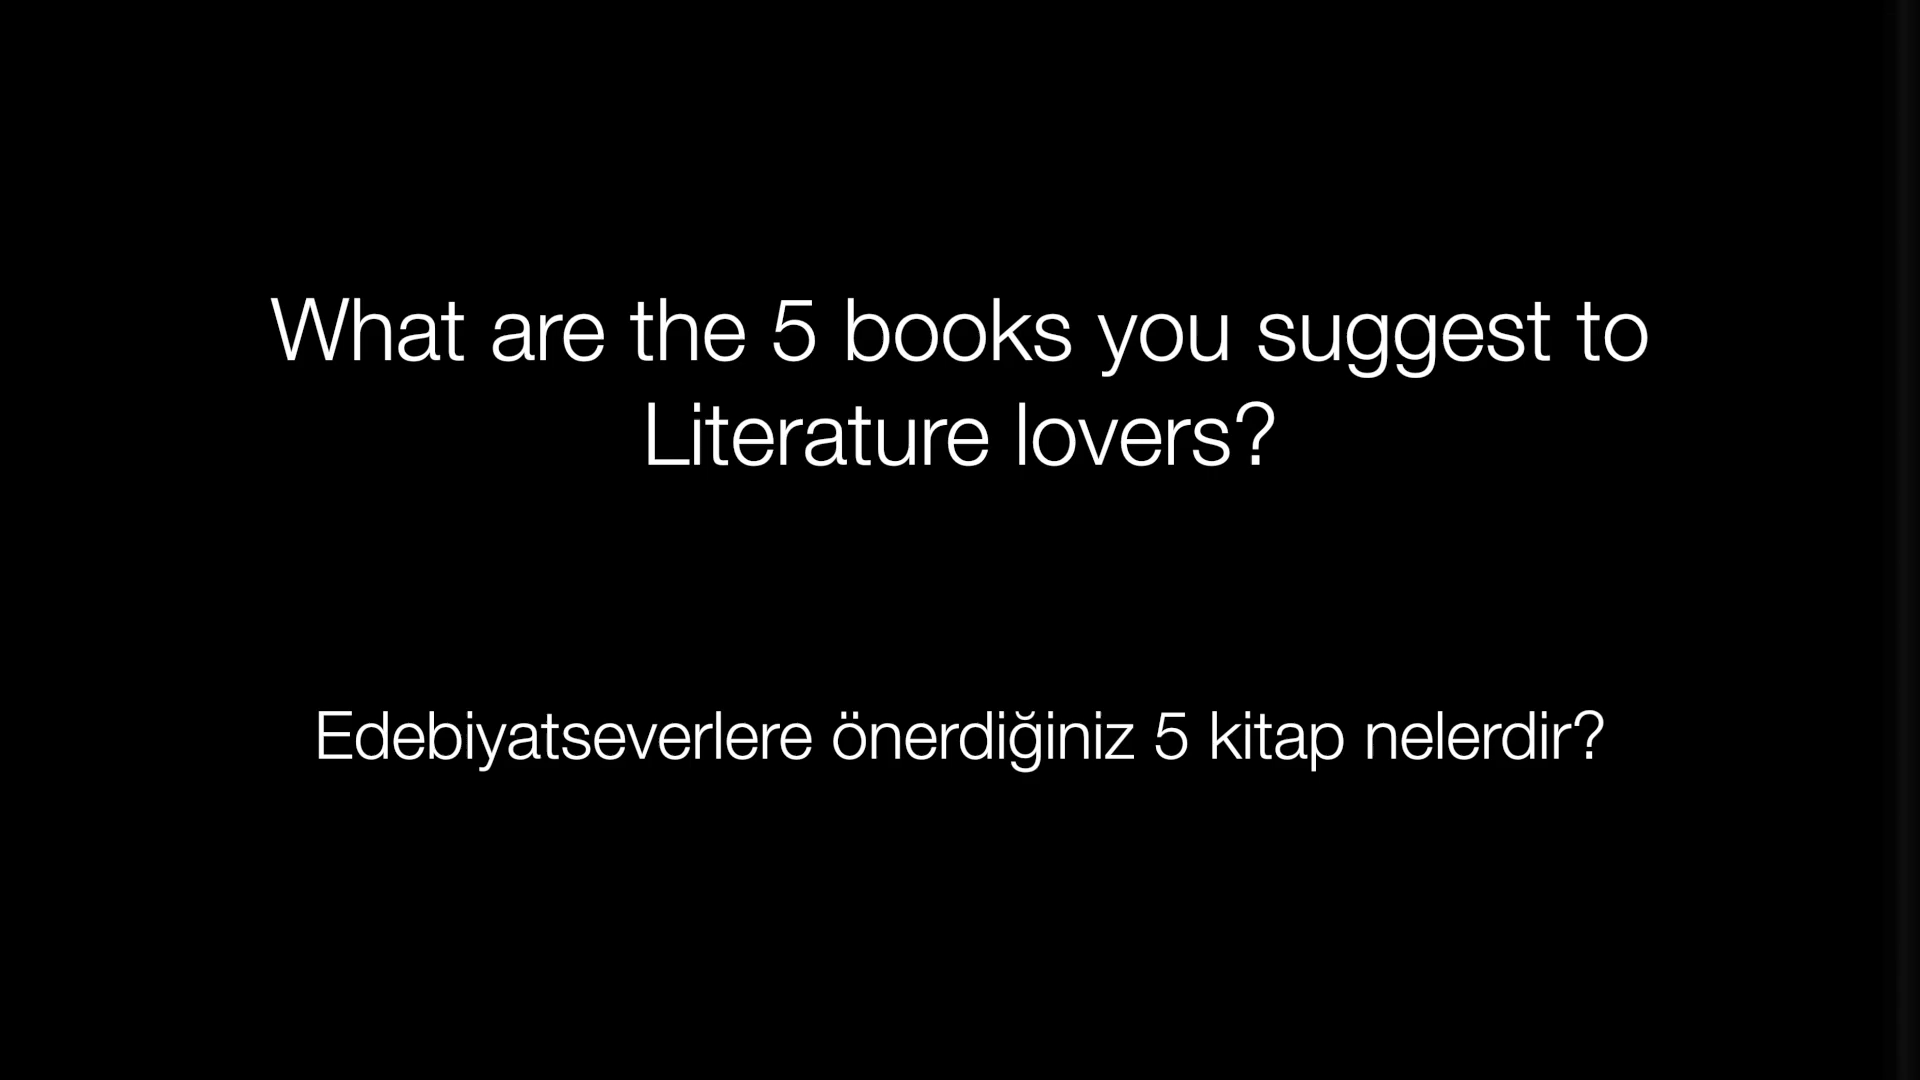 What are the 5 books you suggest to
Literature lovers?
Edebiyatseverlere önerdiğiniz 5 kitap nelerdir?